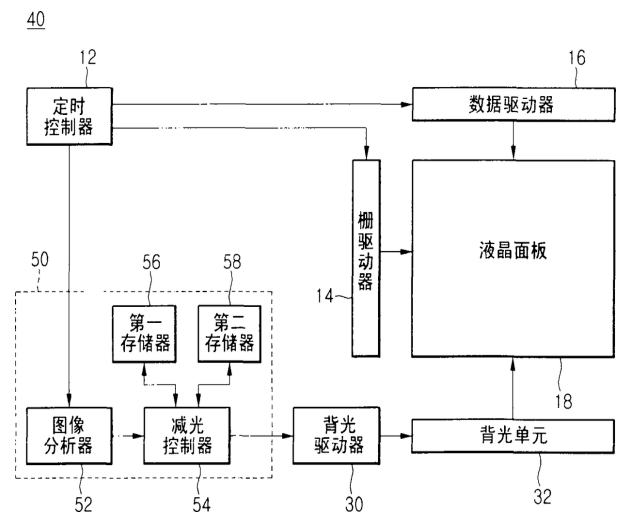 40
12
16
定时
控制器
数据驱动器
栅驱动器
液晶面板
14
18
50
56
58
第一
存储器
第二
存储器
图像
分析器
减光
控制器
背光
驱动器
背光单元
52
54
30
32